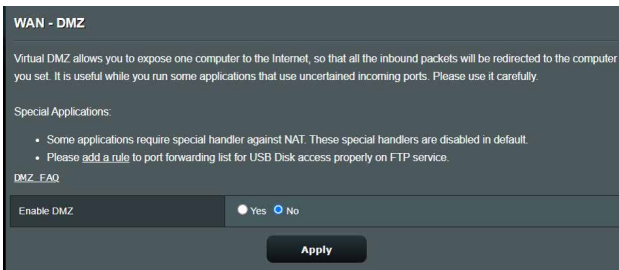 WAN - DMZ
Virtual DMZ allows you to expose one computer to the Internet, so that all the inbound packets will be redirected to the computer
you set. It is useful while you run some applications that use uncertained incoming ports. Please use it carefully.
Special Applications:
• Some applications require special handler against NAT. These special handlers are disabled in default.
• Please add a rule to port forwarding list for USB Disk access properly on FTP service.
DMZ FAQ
Enable DMZ Yes No
Apply